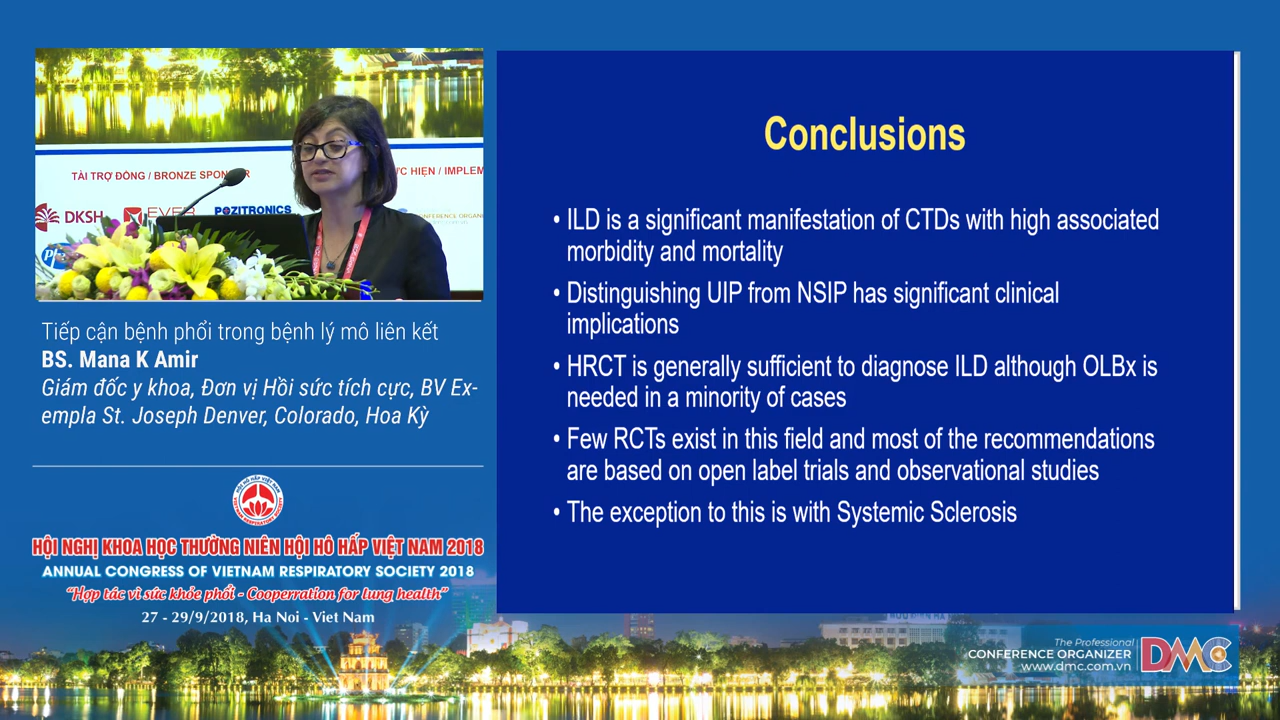 TÀI TRỢ ĐỒNG / BRONZE SPONSOR
ỰC HIỆN / IMPLEM
DKSH
EVER
POZITRONICS
CONFERENCE ORGANI
Tiếp cận bệnh phổi trong bệnh lý mô liên kết
BS. Mana K Amir
Giám đốc y khoa, Đơn vị Hồi sức tích cực, BV Ex-
empla St. Joseph Denver, Colorado, Hoa Kỳ
HỘI NGHỊ KHOA HỌC THƯỜNG NIÊN HỘI HÔ HẤP VIỆT NAM 2018
ANNUAL CONGRESS OF VIETNAM RESPIRATORY SOCIETY 2018
"Hợp tác vì sức khỏe phổi - Cooperration for lung health"
27 - 29/9/2018, Ha Noi - Viet Nam
Conclusions
• ILD is a significant manifestation of CTDs with high associated
morbidity and mortality
• Distinguishing UIP from NSIP has significant clinical
implications
• HRCT is generally sufficient to diagnose ILD although OLBx is
needed in a minority of cases
• Few RCTs exist in this field and most of the recommendations
are based on open label trials and observational studies
• The exception to this is with Systemic Sclerosis
The Professional
CONFERENCE ORGANIZER
www.dmc.com.vn
DMC